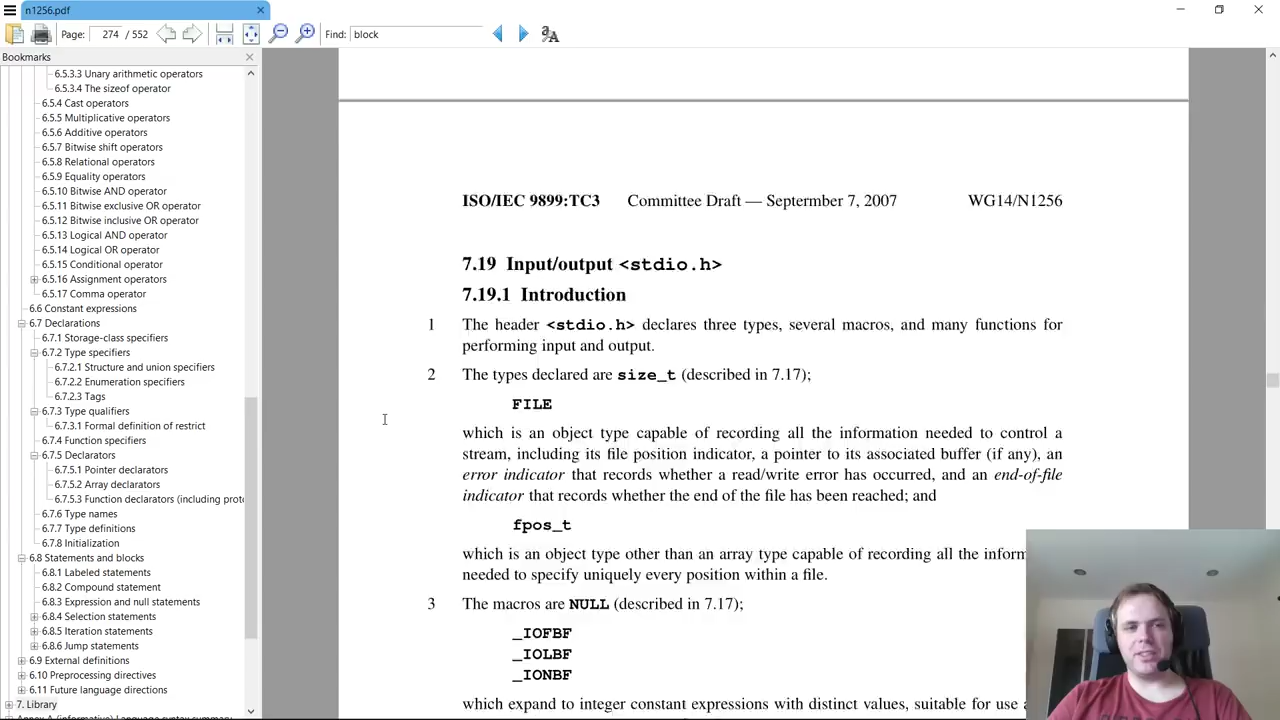 n1256.pdf
Page: 274 / 552 Find: block
Bookmarks
6.5.3.3 Unary arithmetic operators
6.5.3.4 The sizeof operator
6.5.4 Cast operators
6.5.5 Multiplicative operators
6.5.6 Additive operators
6.5.7 Bitwise shift operators
6.5.8 Relational operators
6.5.9 Equality operators
6.5.10 Bitwise AND operator
6.5.11 Bitwise exclusive OR operator
6.5.12 Bitwise inclusive OR operator
6.5.13 Logical AND operator
6.5.14 Logical OR operator
6.5.15 Conditional operator
6.5.16 Assignment operators
6.5.17 Comma operator
6.6 Constant expressions
6.7 Declarations
6.7.1 Storage-class specifiers
6.7.2 Type specifiers
6.7.2.1 Structure and union specifiers
6.7.2.2 Enumeration specifiers
6.7.2.3 Tags
6.7.3 Type qualifiers
6.7.3.1 Formal definition of restrict
6.7.4 Function specifiers
6.7.5 Declarators
6.7.5.1 Pointer declarators
6.7.5.2 Array declarators
6.7.5.3 Function declarators (including prot
6.7.6 Type names
6.7.7 Type definitions
6.7.8 Initialization
6.8 Statements and blocks
6.8.1 Labeled statements
6.8.2 Compound statement
6.8.3 Expression and null statements
6.8.4 Selection statements
6.8.5 Iteration statements
6.8.6 Jump statements
6.9 External definitions
6.10 Preprocessing directives
6.11 Future language directions
7. Library
Annex A (informative) Language syntax summary
ISO/IEC 9899:TC3 Committee Draft — Septermber 7, 2007 WG14/N1256
7.19 Input/output <stdio.h>
7.19.1 Introduction
1 The header <stdio.h> declares three types, several macros, and many functions for
performing input and output.
2 The types declared are size_t (described in 7.17);
FILE
which is an object type capable of recording all the information needed to control a
stream, including its file position indicator, a pointer to its associated buffer (if any), an
error indicator that records whether a read/write error has occurred, and an end-of-file
indicator that records whether the end of the file has been reached; and
fpos_t
which is an object type other than an array type capable of recording all the inform
needed to specify uniquely every position within a file.
3 The macros are NULL (described in 7.17);
_IOFBF
_IOLBF
_IONBF
which expand to integer constant expressions with distinct values, suitable for use a